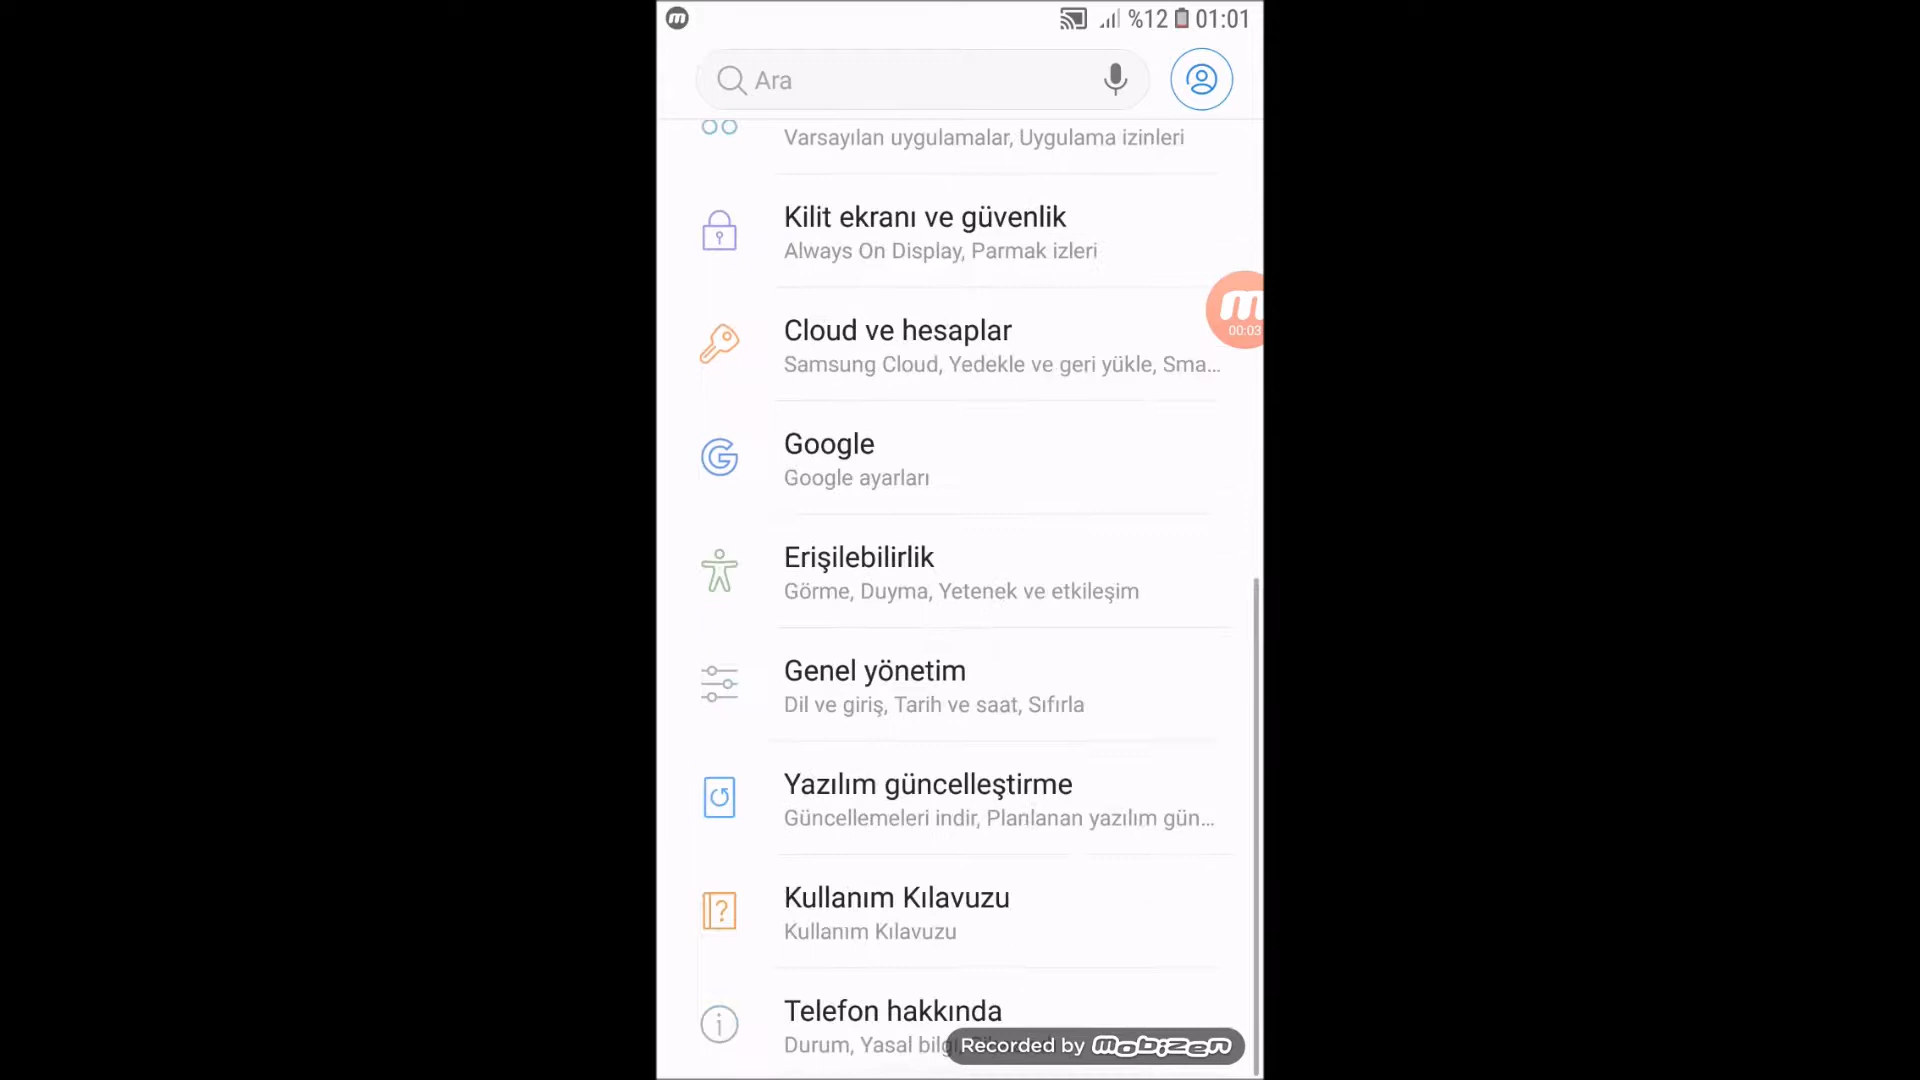 %12 01:01
Ara
Varsayılan uygulamalar, Uygulama izinleri
Kilit ekranı ve güvenlik
Always On Display, Parmak izleri
00:03
Cloud ve hesaplar
Samsung Cloud, Yedekle ve geri yükle, Sma...
Google
Google ayarları
Erişilebilirlik
Görme, Duyma, Yetenek ve etkileşim
Genel yönetim
Dil ve giriş, Tarih ve saat, Sıfırla
Yazılım güncelleştirme
Güncellemeleri indir, Planlanan yazılım gün...
Kullanım Kılavuzu
Kullanım Kılavuzu
Telefon hakkında
Durum, Yasal bilg
Recorded by Mobizen